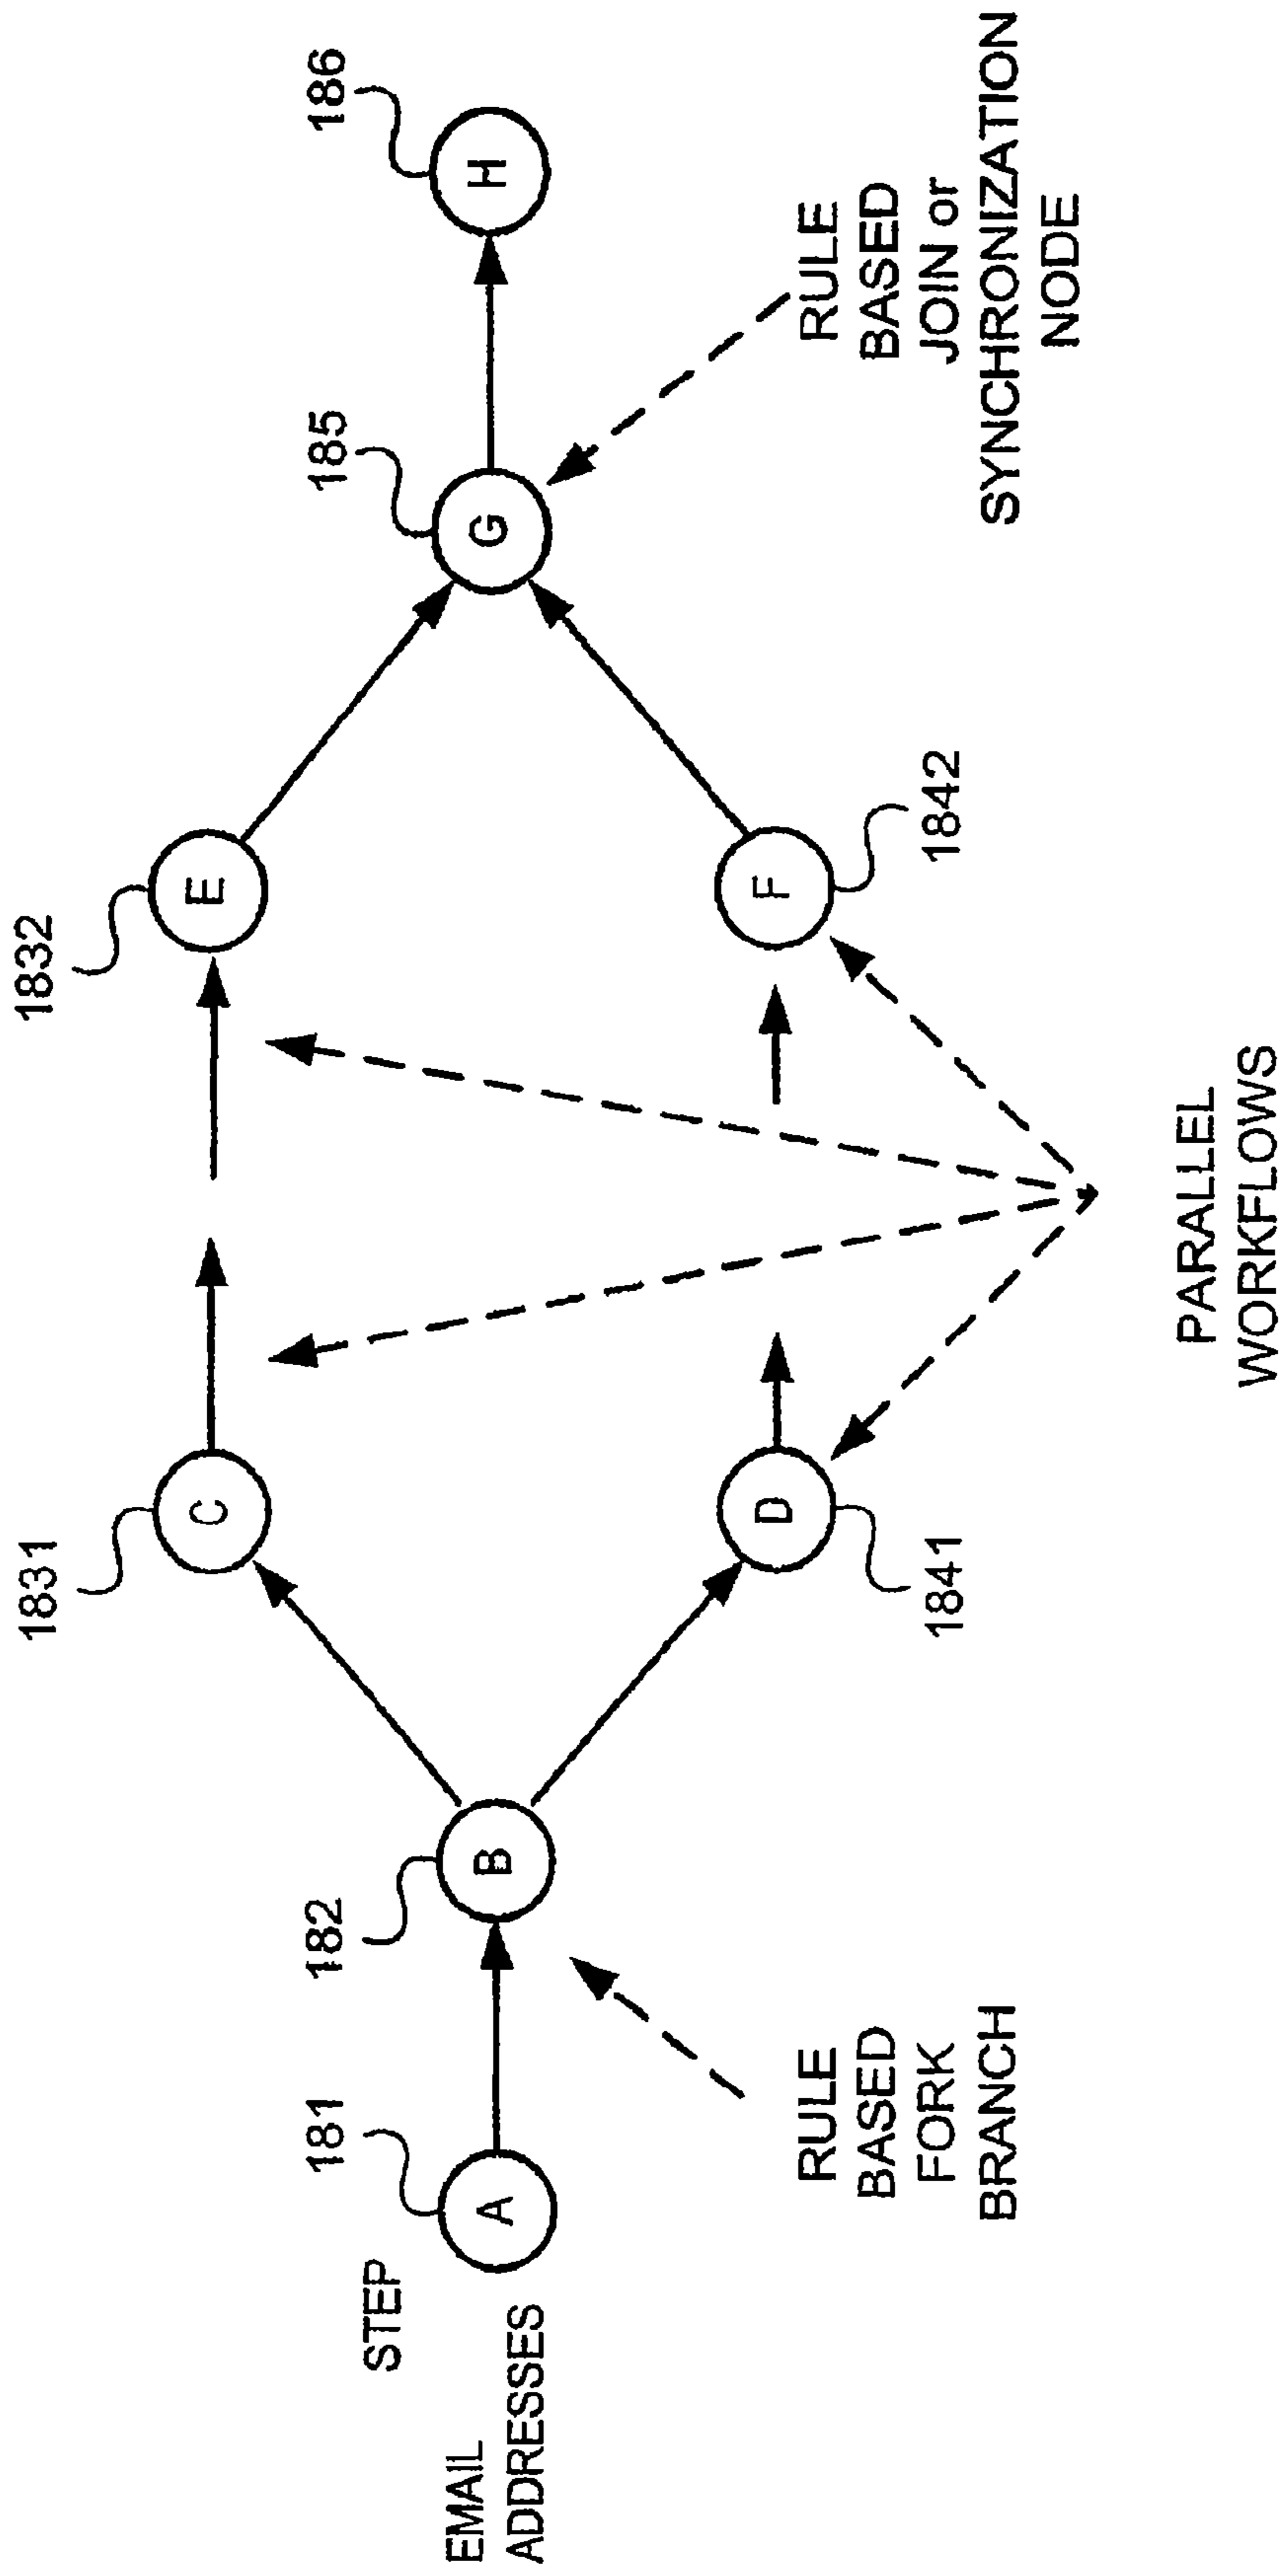 STEP
EMAIL
ADDRESSES
181
A
182
B
RULE
BASED
FORK
BRANCH
1831
C
1841
D
1832
E
1842
F
PARALLEL
WORKFLOWS
185
G
RULE
BASED
JOIN or
SYNCHRONIZATION
NODE
186
H